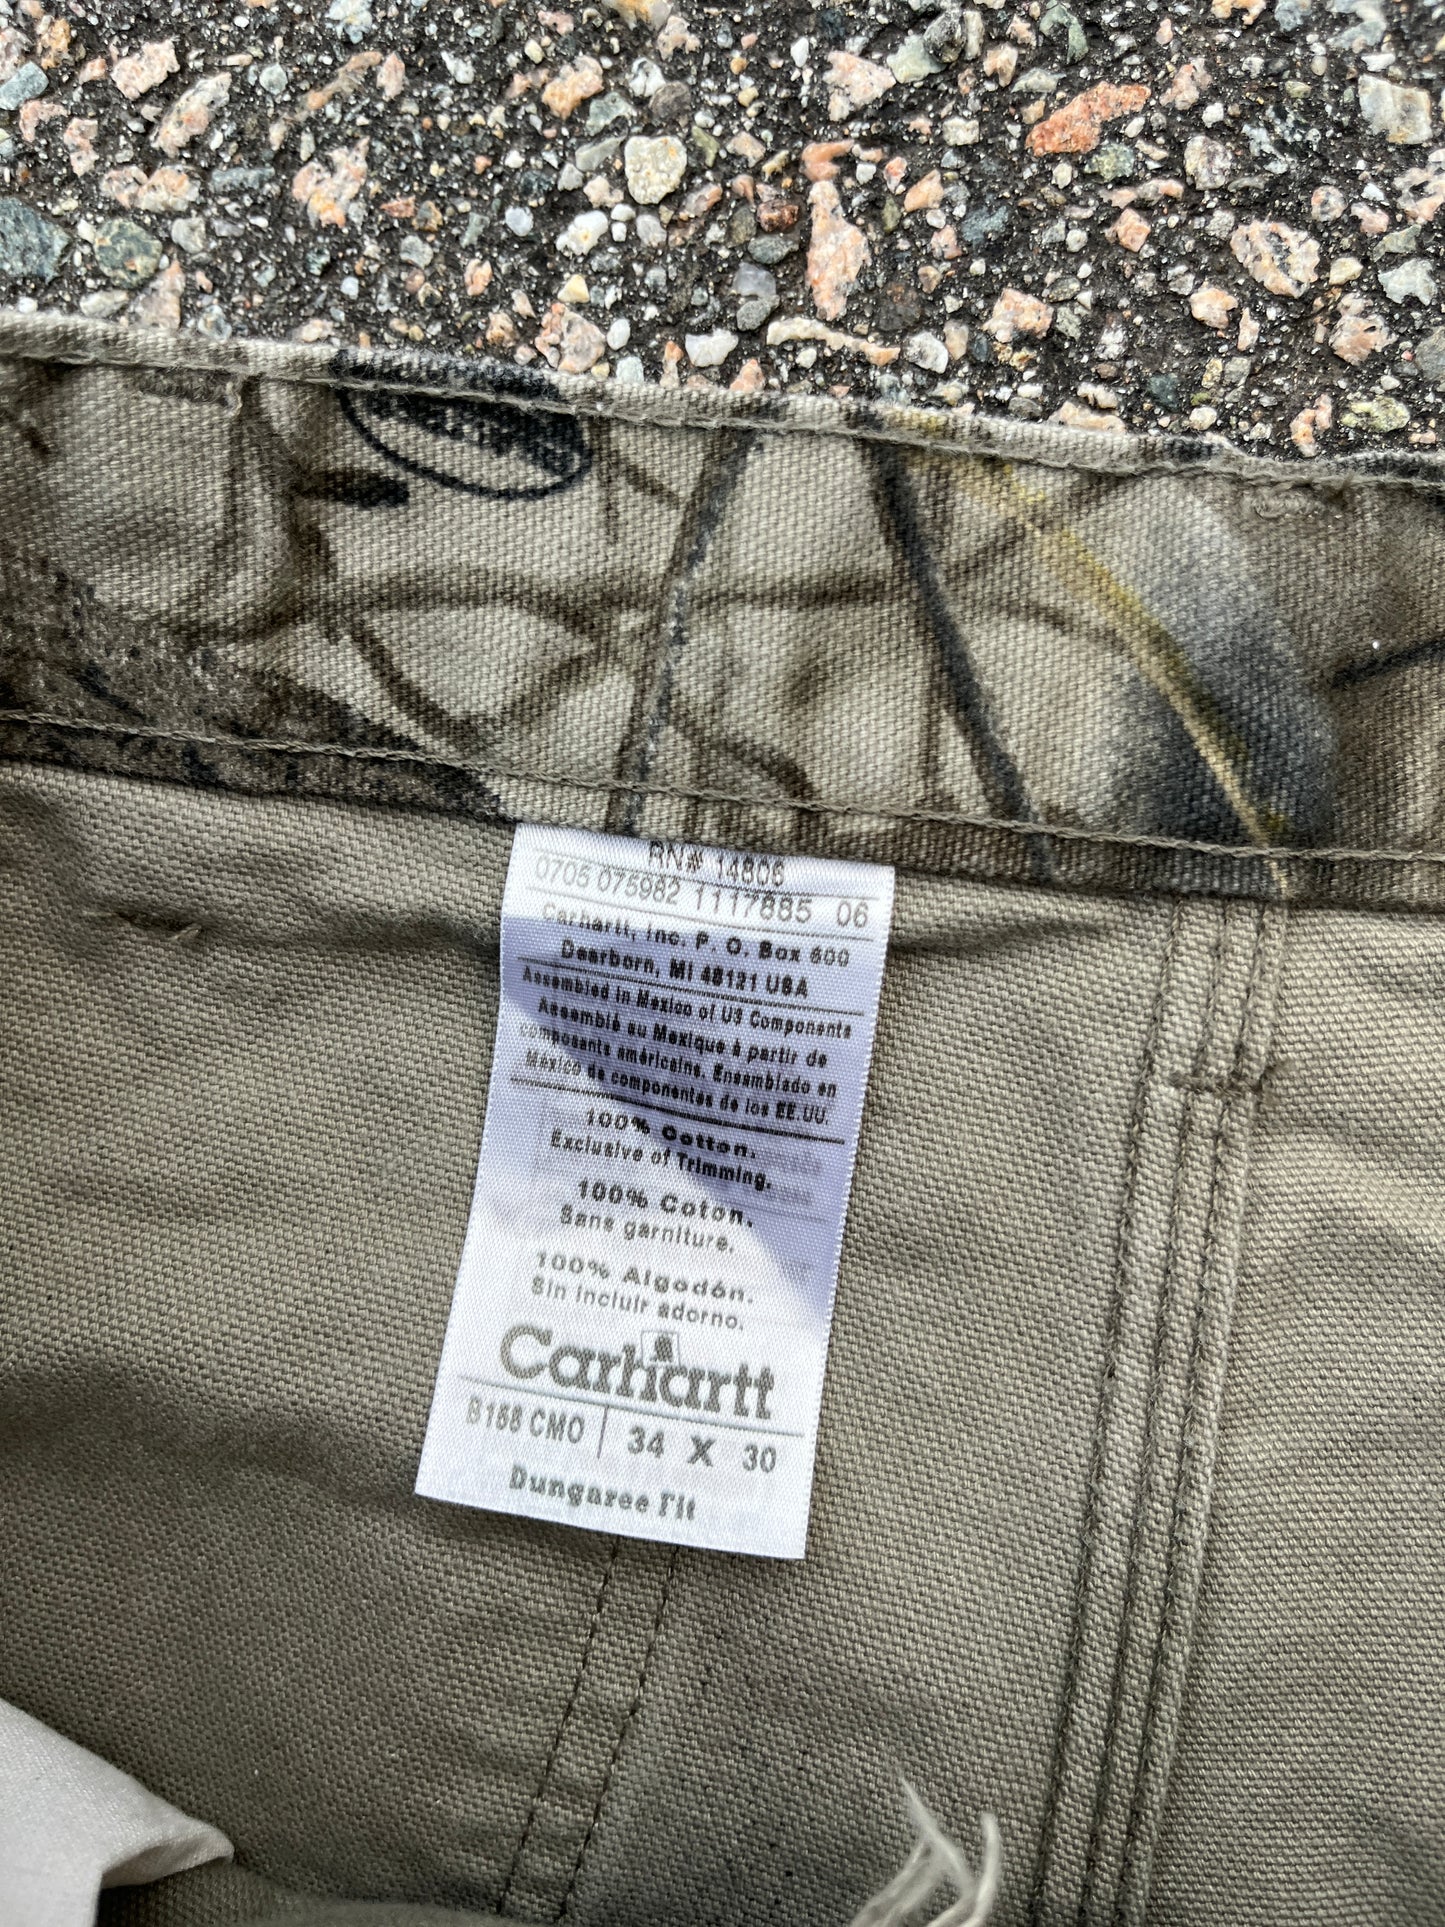 RN# 14806
0705 075982 1117885 06
Carhartt, Inc. P. O. Box 600
Dearborn, MI 48121 USA
Assembled in Mexico of US Components
Assemblé au Mexique à partir de
composants américains. Ensamblado en
México de componentes de los EE.UU.
100% Cotton.
Exclusive of Trimming.
100% Coton.
Sans garniture.
100% Algodón.
Sin incluir adorno.
Carhartt
B158 CMO 34 X 30
Dungaree Fit